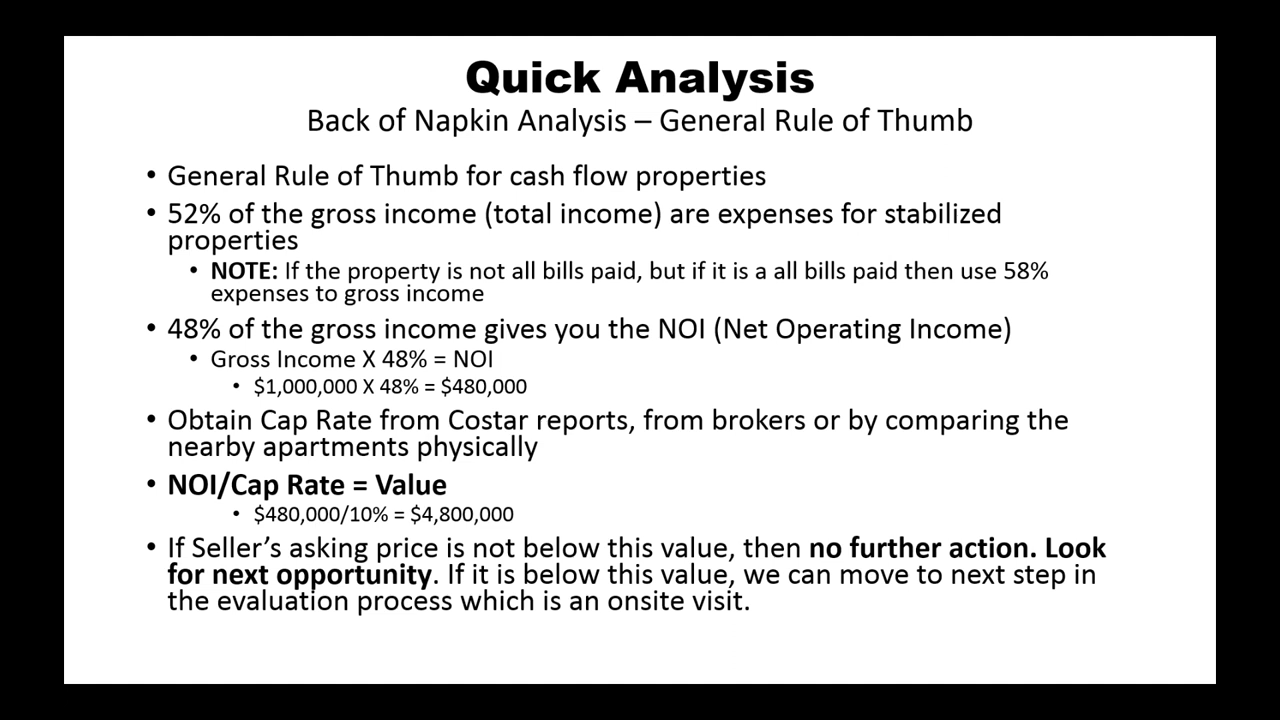 Quick Analysis
Back of Napkin Analysis – General Rule of Thumb
• General Rule of Thumb for cash flow properties
• 52% of the gross income (total income) are expenses for stabilized
properties
• NOTE: If the property is not all bills paid, but if it is a all bills paid then use 58%
expenses to gross income
• 48% of the gross income gives you the NOI (Net Operating Income)
• Gross Income X 48% = NOI
• $1,000,000 X 48% = $480,000
• Obtain Cap Rate from Costar reports, from brokers or by comparing the
nearby apartments physically
• NOI/Cap Rate = Value
• $480,000/10% = $4,800,000
• If Seller’s asking price is not below this value, then no further action. Look
for next opportunity. If it is below this value, we can move to next step in
the evaluation process which is an onsite visit.